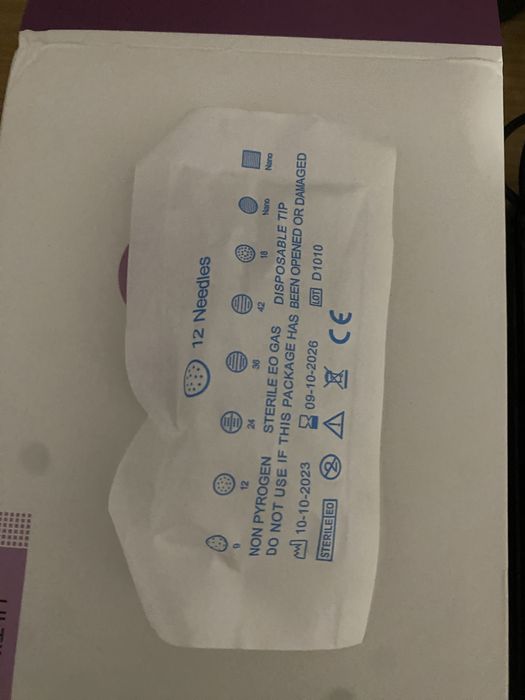 12 Needles
9 12 24 36 42 18 Nano Nano
NON PYROGEN STERILE EO GAS DISPOSABLE TIP
DO NOT USE IF THIS PACKAGE HAS BEEN OPENED OR DAMAGED
10-10-2023 09-10-2026 LOT D1010
STERILE EO 2 CE